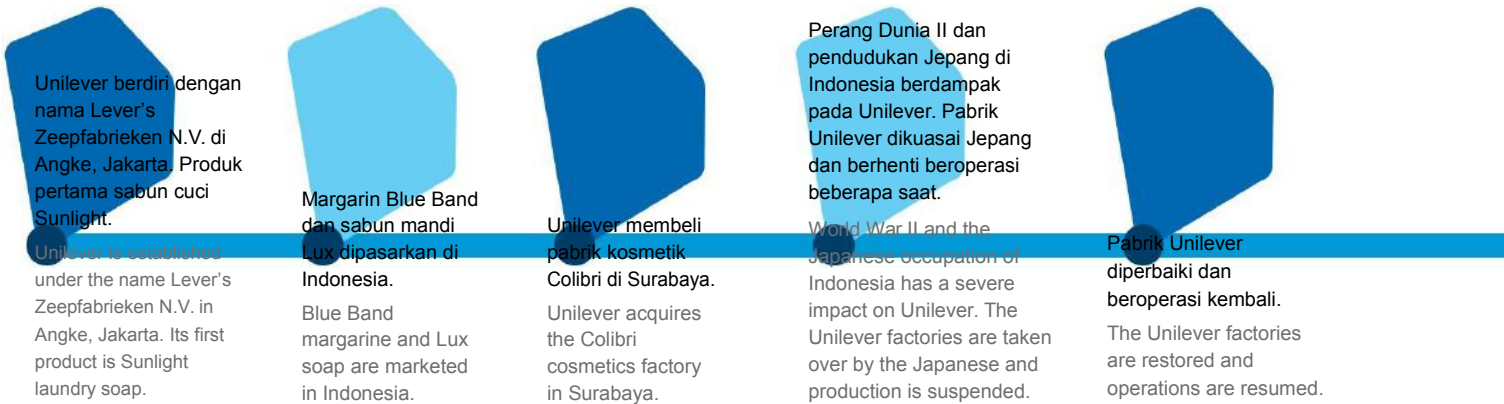 Unilever berdiri dengan
nama Lever's
Zeepfabrieken N.V. di
Angke, Jakarta. Produk
pertama sabun cuci
Sunlight.
Unilever is established
under the name Lever's
Zeepfabrieken N.V. in
Angke, Jakarta. Its first
product is Sunlight
laundry soap.
Margarin Blue Band
dan sabun mandi
Lux dipasarkan di
Indonesia.
Blue Band
margarine and Lux
soap are marketed
in Indonesia.
Unilever membeli
pabrik kosmetik
Colibri di Surabaya.
Unilever acquires
the Colibri
cosmetics factory
in Surabaya.
Perang Dunia II dan
pendudukan Jepang di
Indonesia berdampak
pada Unilever. Pabrik
Unilever dikuasai Jepang
dan berhenti beroperasi
beberapa saat.
World War II and the
Japanese occupation of
Indonesia has a severe
impact on Unilever. The
Unilever factories are taken
over by the Japanese and
production is suspended.
Pabrik Unilever
diperbaiki dan
beroperasi kembali.
The Unilever factories
are restored and
operations are resumed.